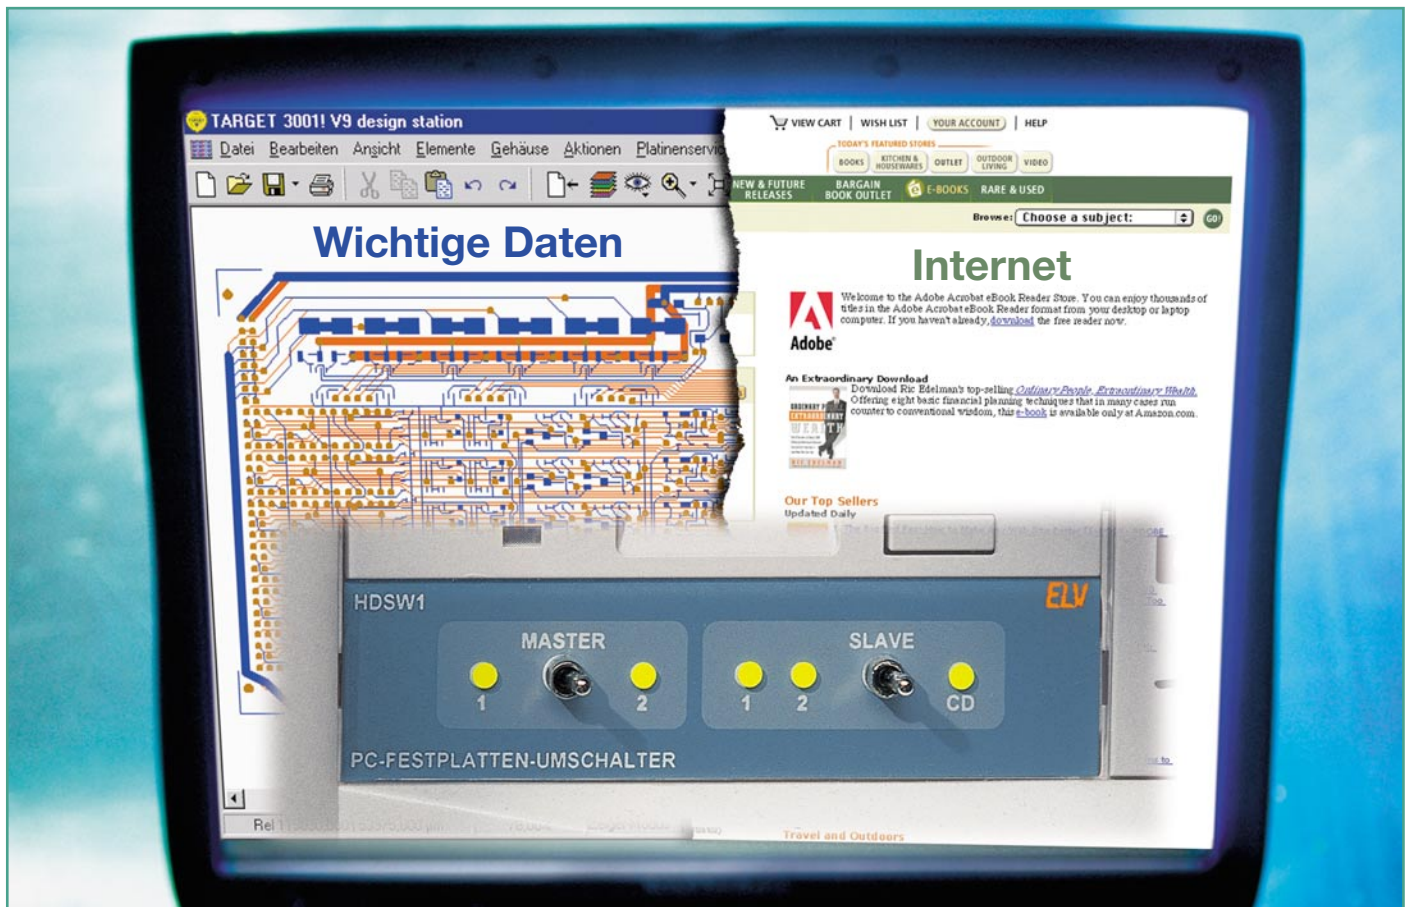 TARGET 3001! V9 design station
Datei Bearbeiten Ansicht Elemente Gehäuse Aktionen Platinenservic
Wichtige Daten
VIEW CART | WISH LIST | YOUR ACCOUNT | HELP
TODAY'S FEATURED STORES
BOOKS KITCHEN & HOUSEWARES OUTLET OUTDOOR LIVING VIDEO
NEW & FUTURE RELEASES BARGAIN BOOK OUTLET E-BOOKS RARE & USED
Browse: Choose a subject: GO!
Internet
Adobe
Welcome to the Adobe Acrobat eBook Reader Store. You can enjoy thousands of
titles in the Adobe Acrobat eBook Reader format from your desktop or laptop
computer. If you haven't already, download the free reader now.
An Extraordinary Download
Download Ric Edelman's top-selling Ordinary People, Extraordinary Wealth.
Offering eight basic financial planning techniques that in many cases run
counter to conventional wisdom, this e-book is available only at Amazon.com.
ORDINARY
EXTRAORDINARY
WEALTH
RIC EDELMAN
Our Top Sellers
Updated Daily
HDSW1
ELV
MASTER
1 2
SLAVE
1 2 CD
PC-FESTPLATTEN-UMSCHALTER
Rel
Travel and Outdoors